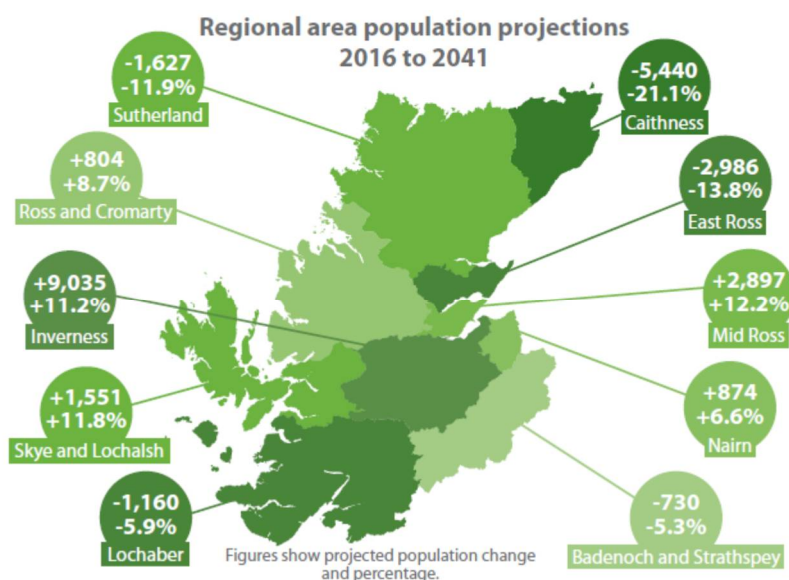 Regional area population projections
2016 to 2041
-1,627
-11.9%
Sutherland
-5,440
-21.1%
Caithness
+804
+8.7%
Ross and Cromarty
-2,986
-13.8%
East Ross
+9,035
+11.2%
Inverness
+2,897
+12.2%
Mid Ross
+1,551
+11.8%
Skye and Lochalsh
+874
+6.6%
Nairn
-1,160
-5.9%
Lochaber
-730
-5.3%
Badenoch and Strathspey
Figures show projected population change
and percentage.